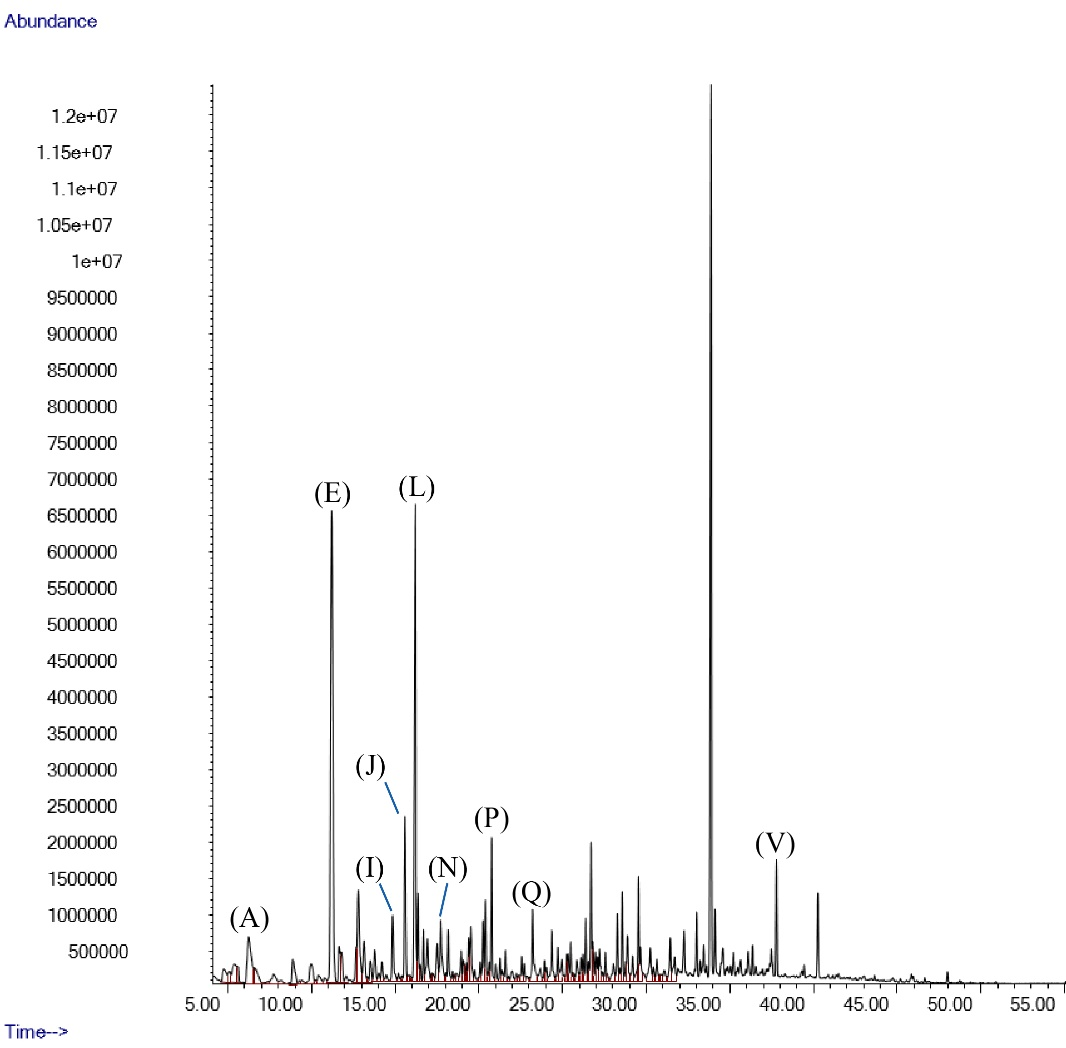 Abundance
1.2e+07
1.15e+07
1.1e+07
1.05e+07
1e+07
9500000
9000000
8500000
8000000
7500000
7000000
(E)
(L)
6500000
6000000
5500000
5000000
4500000
4000000
3500000
3000000
(J)
2500000
2000000
(P)
(V)
1500000
(I)
(N)
(Q)
1000000
(A)
500000
5.00 10.00 15.00 20.00 25.00 30.00 35.00 40.00 45.00 50.00 55.00
Time-->